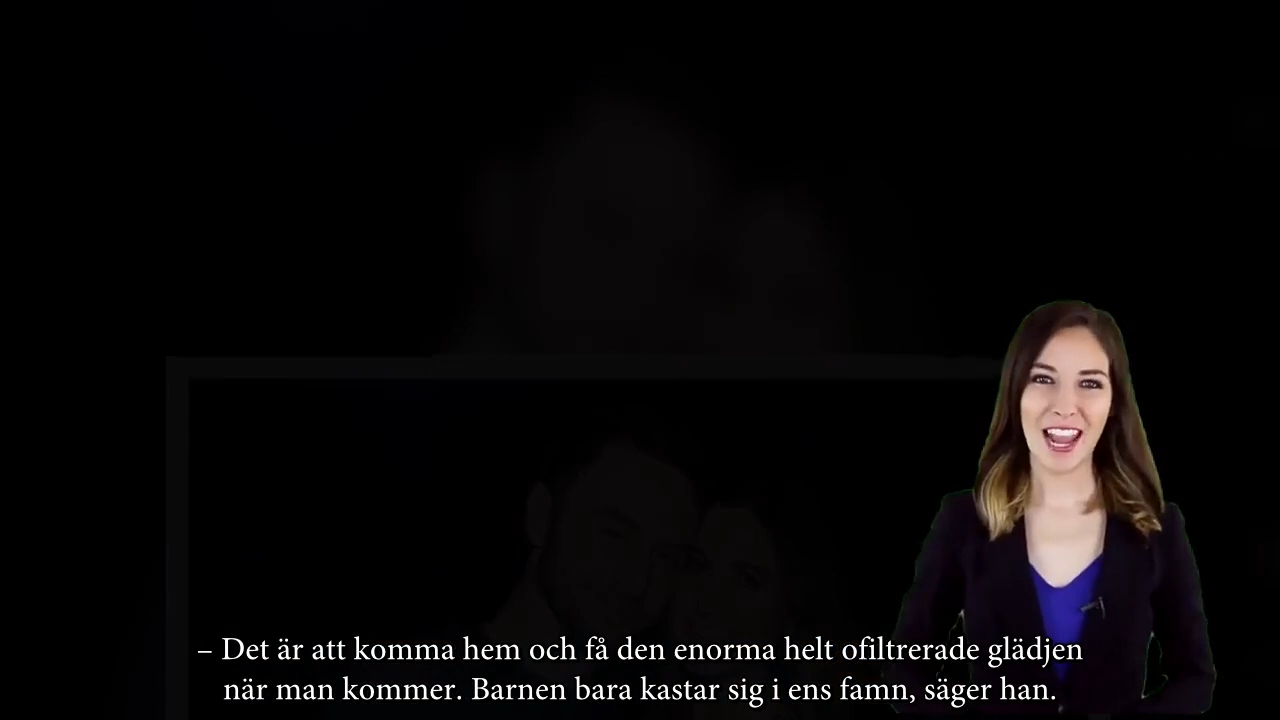 – Det är att komma hem och få den enorma helt ofiltrerade glädjen
när man kommer. Barnen bara kastar sig i ens famn, säger han.